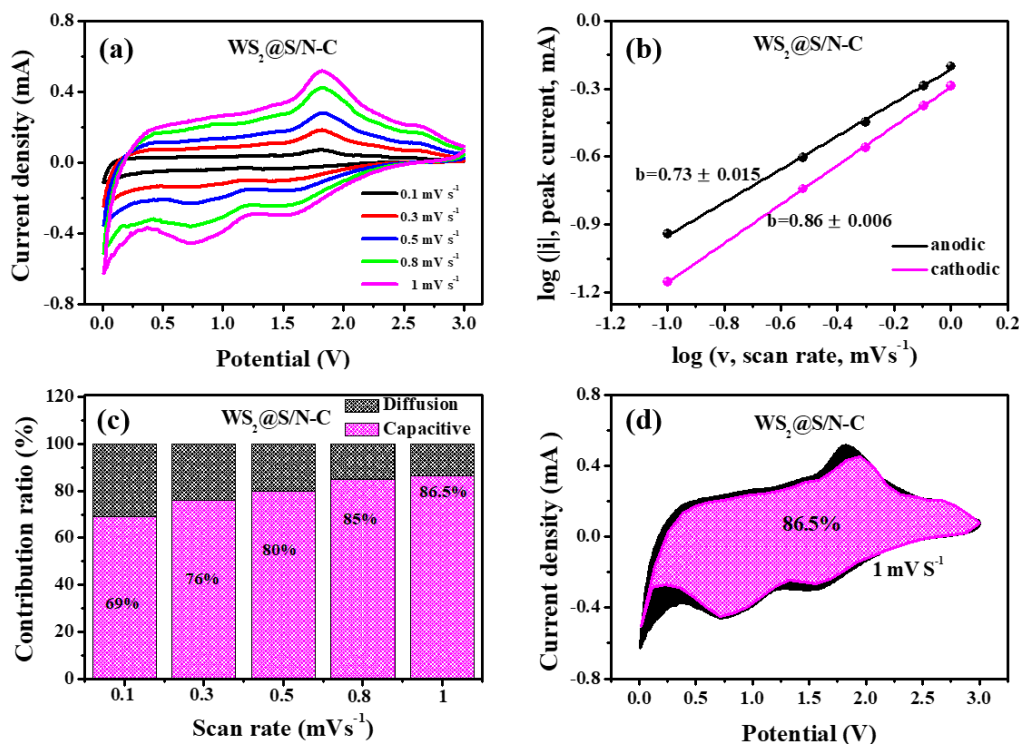 (a)
WS2@S/N-C
0.8
0.4
0.0
-0.4
-0.8
Current density (mA)
0.1 mV s-1
0.3 mV s-1
0.5 mV s-1
0.8 mV s-1
1 mV s-1
0.0 0.5 1.0 1.5 2.0 2.5 3.0
Potential (V)
(b)
WS2@S/N-C
0.0
-0.3
-0.6
-0.9
-1.2
log (|i|, peak current, mA)
b=0.73 ± 0.015
b=0.86 ± 0.006
anodic
cathodic
-1.2 -1.0 -0.8 -0.6 -0.4 -0.2 0.0 0.2
log (v, scan rate, mVs-1)
(c)
WS2@S/N-C
Diffusion
Capacitive
120
100
80
60
40
20
0
Contribution ratio (%)
69%
76%
80%
85%
86.5%
0.1 0.3 0.5 0.8 1
Scan rate (mVs-1)
(d)
WS2@S/N-C
0.8
0.4
0.0
-0.4
-0.8
Current density (mA )
86.5%
1 mV S-1
0.0 0.5 1.0 1.5 2.0 2.5 3.0
Potential (V)